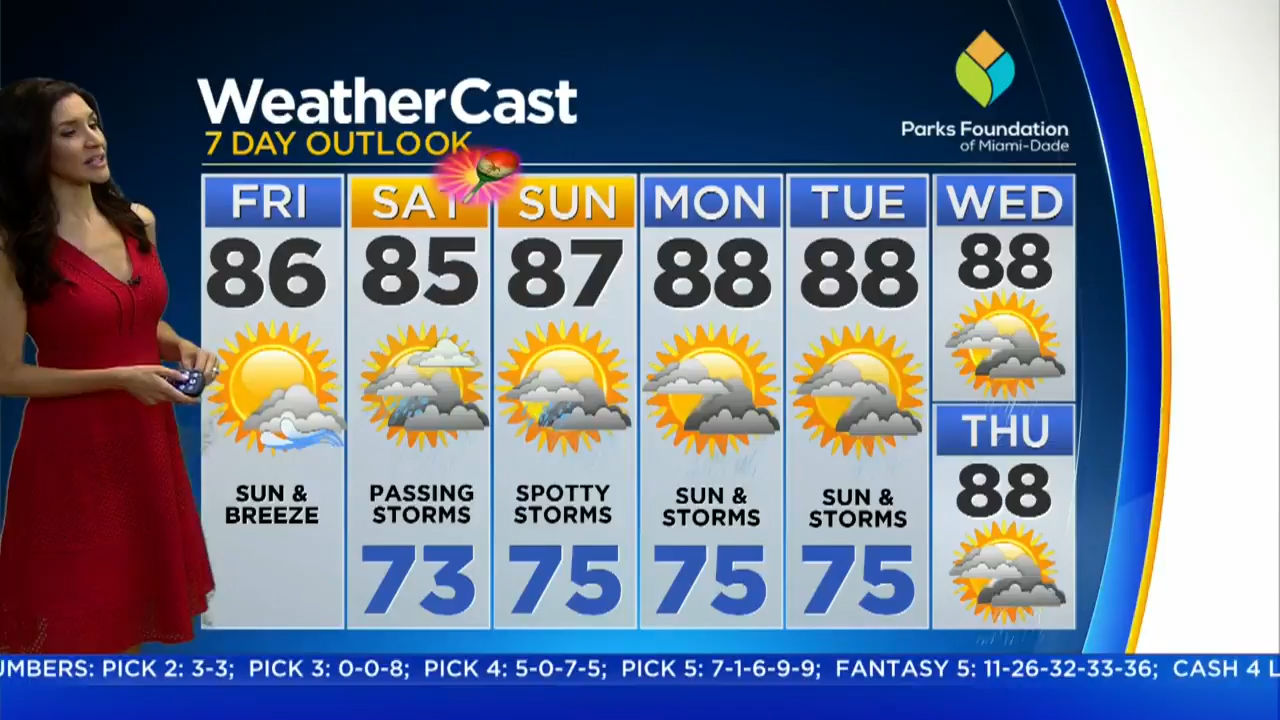 WeatherCast
7 DAY OUTLOOK
Parks Foundation
of Miami-Dade
FRI
86
SUN &
BREEZE
SAT
85
PASSING
STORMS
73
SUN
87
SPOTTY
STORMS
75
MON
88
SUN &
STORMS
75
TUE
88
SUN &
STORMS
75
WED
88
THU
88
UMBERS: PICK 2: 3-3; PICK 3: 0-0-8; PICK 4: 5-0-7-5; PICK 5: 7-1-6-9-9; FANTASY 5: 11-26-32-33-36; CASH 4 L